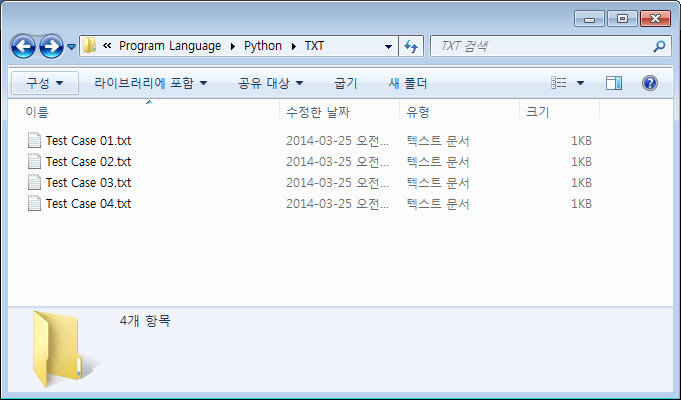 « Program Language ▸ Python ▸ TXT
TXT 검색
구성 라이브러리에 포함 공유 대상 굽기 새 폴더
이름 수정한 날짜 유형 크기
Test Case 01.txt 2014-03-25 오전... 텍스트 문서 1KB
Test Case 02.txt 2014-03-25 오전... 텍스트 문서 1KB
Test Case 03.txt 2014-03-25 오전... 텍스트 문서 1KB
Test Case 04.txt 2014-03-25 오전... 텍스트 문서 1KB
4개 항목